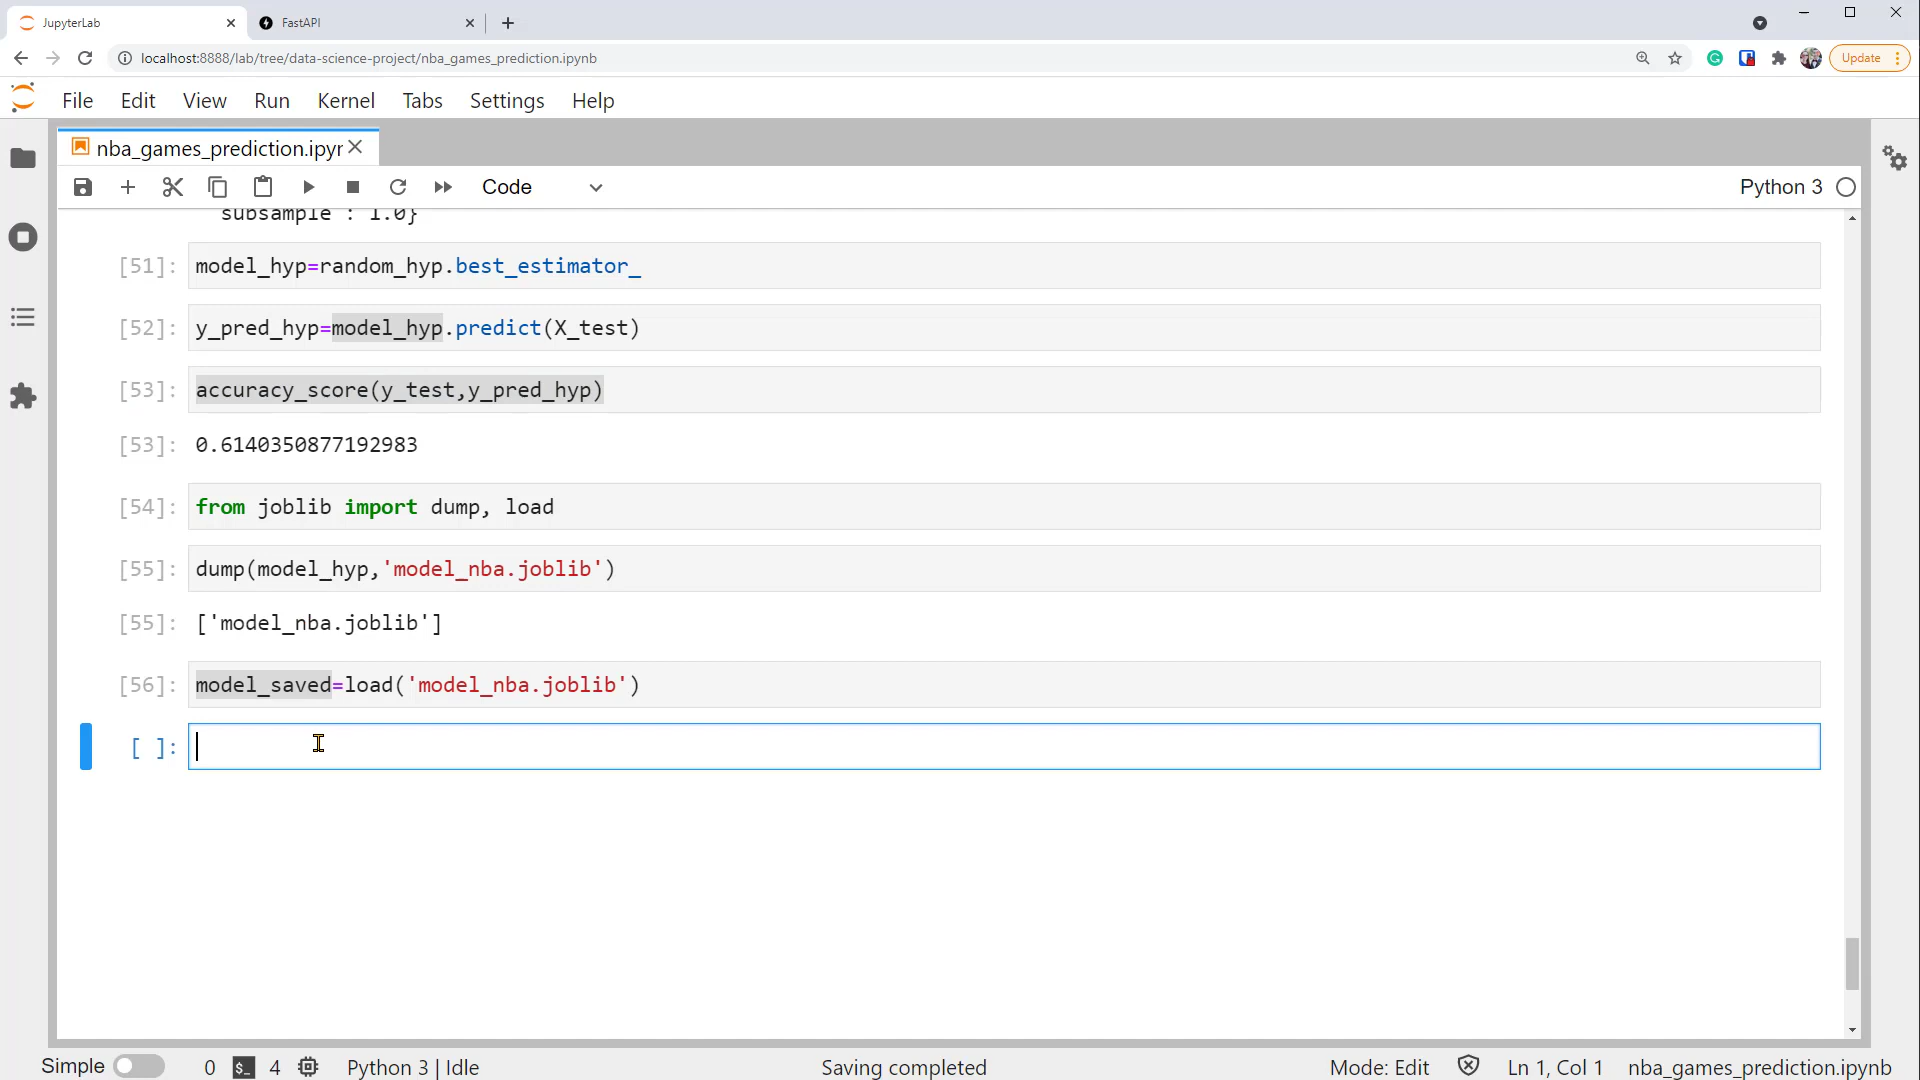 JupyterLab
FastAPI
localhost:8888/lab/tree/data-science-project/nba_games_prediction.ipynb
Update
File Edit View Run Kernel Tabs Settings Help
nba_games_prediction.ipyn
Code
Python 3
subsample : 1.0}
[51]: model_hyp=random_hyp.best_estimator_
[52]: y_pred_hyp=model_hyp.predict(X_test)
[53]: accuracy_score(y_test,y_pred_hyp)
[53]: 0.6140350877192983
[54]: from joblib import dump, load
[55]: dump(model_hyp,'model_nba.joblib')
[55]: ['model_nba.joblib']
[56]: model_saved=load('model_nba.joblib')
[ ]:
Simple 0 $_ 4 Python 3 | Idle Saving completed Mode: Edit Ln 1, Col 1 nba_games_prediction.ipynb